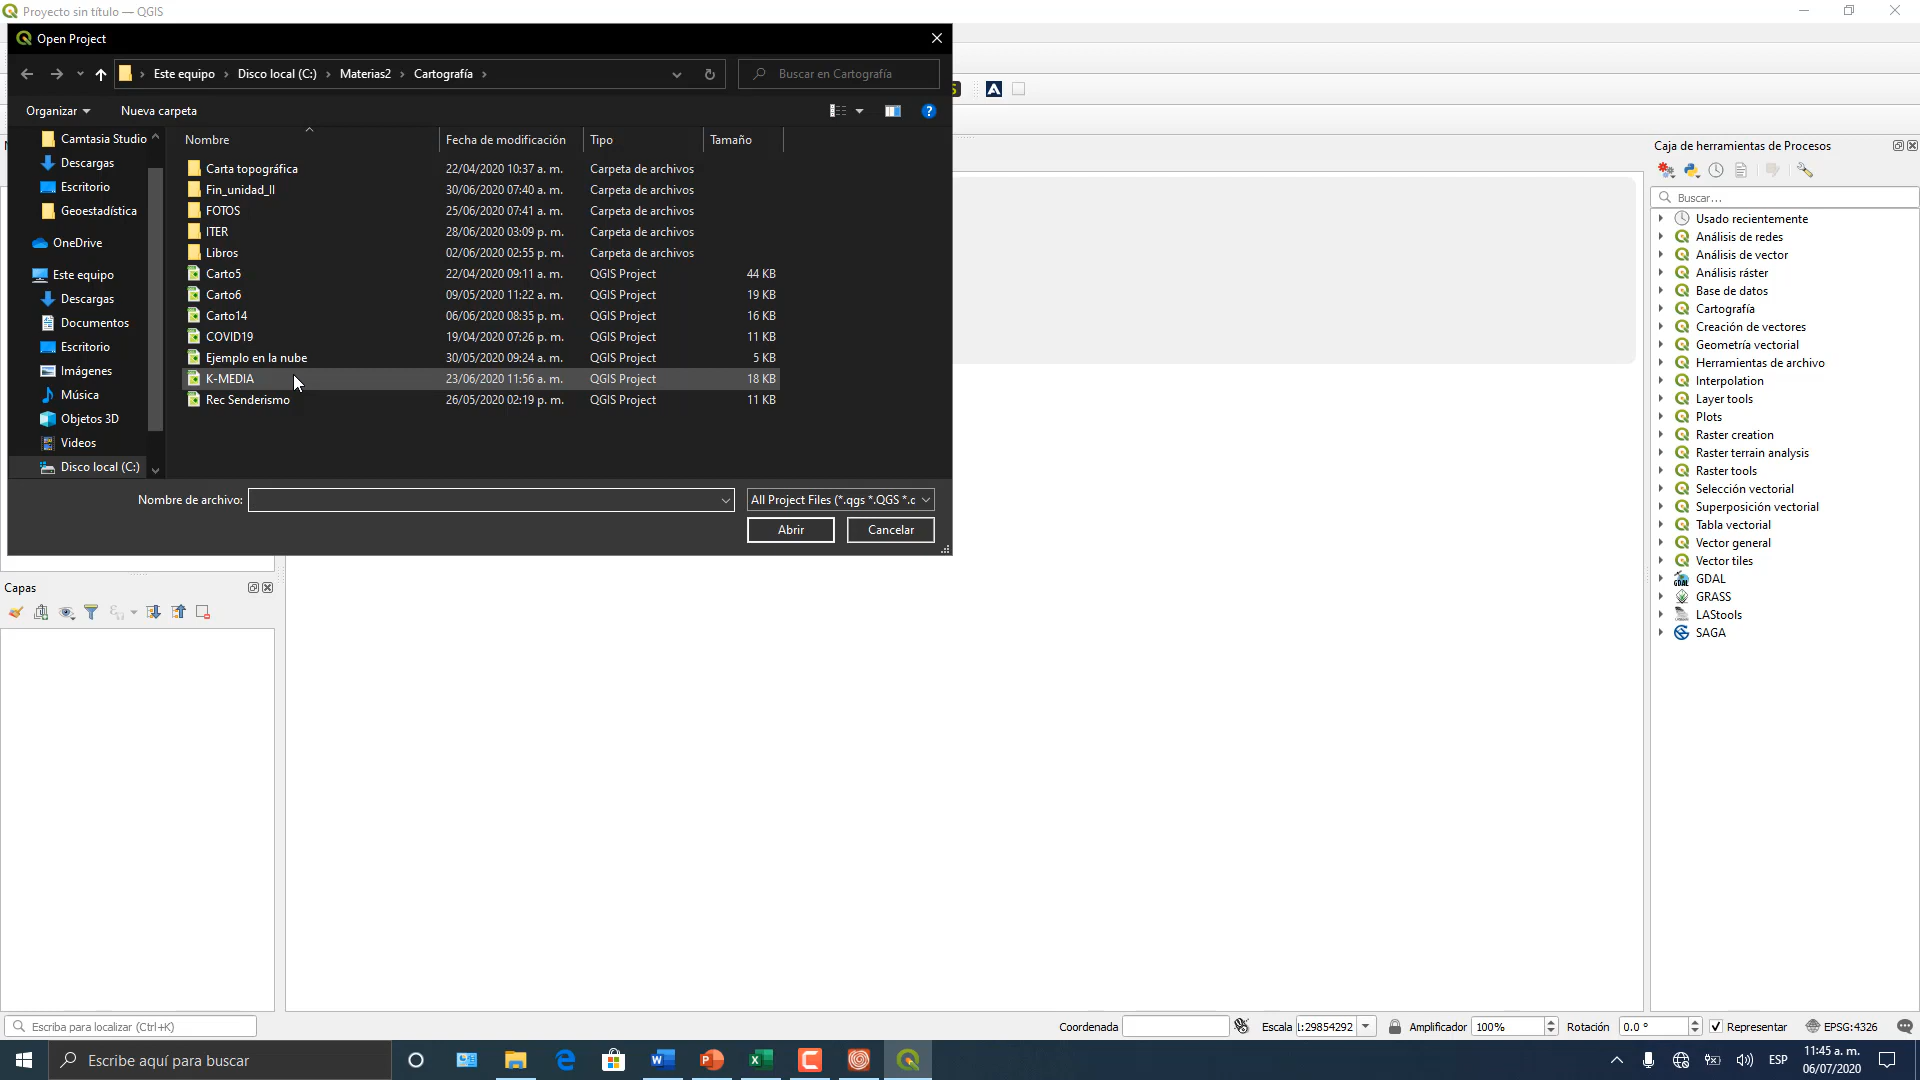 Proyecto sin título — QGIS
Open Project
Este equipo › Disco local (C:) › Materias2 › Cartografía ›
Buscar en Cartografía
Organizar
Nueva carpeta
Nombre Fecha de modificación Tipo Tamaño
Camtasia Studio
Descargas
Escritorio
Geoestadística
OneDrive
Este equipo
Descargas
Documentos
Escritorio
Imágenes
Música
Objetos 3D
Videos
Disco local (C:)
Carta topográfica 22/04/2020 10:37 a. m. Carpeta de archivos
Fin_unidad_II 30/06/2020 07:40 a. m. Carpeta de archivos
FOTOS 25/06/2020 07:41 a. m. Carpeta de archivos
ITER 28/06/2020 03:09 p. m. Carpeta de archivos
Libros 02/06/2020 02:55 p. m. Carpeta de archivos
Carto5 22/04/2020 09:11 a. m. QGIS Project 44 KB
Carto6 09/05/2020 11:22 a. m. QGIS Project 19 KB
Carto14 06/06/2020 08:35 p. m. QGIS Project 16 KB
COVID19 19/04/2020 07:26 p. m. QGIS Project 11 KB
Ejemplo en la nube 30/05/2020 09:24 a. m. QGIS Project 5 KB
K-MEDIA 23/06/2020 11:56 a. m. QGIS Project 18 KB
Rec Senderismo 26/05/2020 02:19 p. m. QGIS Project 11 KB
Nombre de archivo:
All Project Files (*.qgs *.QGS *.c
Abrir
Cancelar
Capas
Caja de herramientas de Procesos
Buscar...
Usado recientemente
Análisis de redes
Análisis de vector
Análisis ráster
Base de datos
Cartografía
Creación de vectores
Geometría vectorial
Herramientas de archivo
Interpolation
Layer tools
Plots
Raster creation
Raster terrain analysis
Raster tools
Selección vectorial
Superposición vectorial
Tabla vectorial
Vector general
Vector tiles
GDAL
GRASS
LAStools
SAGA
Escriba para localizar (Ctrl+K)
Coordenada
Escala
:29854292
Amplificador 100%
Rotación 0.0 °
Representar
EPSG:4326
Escribe aquí para buscar
ESP
11:45 a. m.
06/07/2020